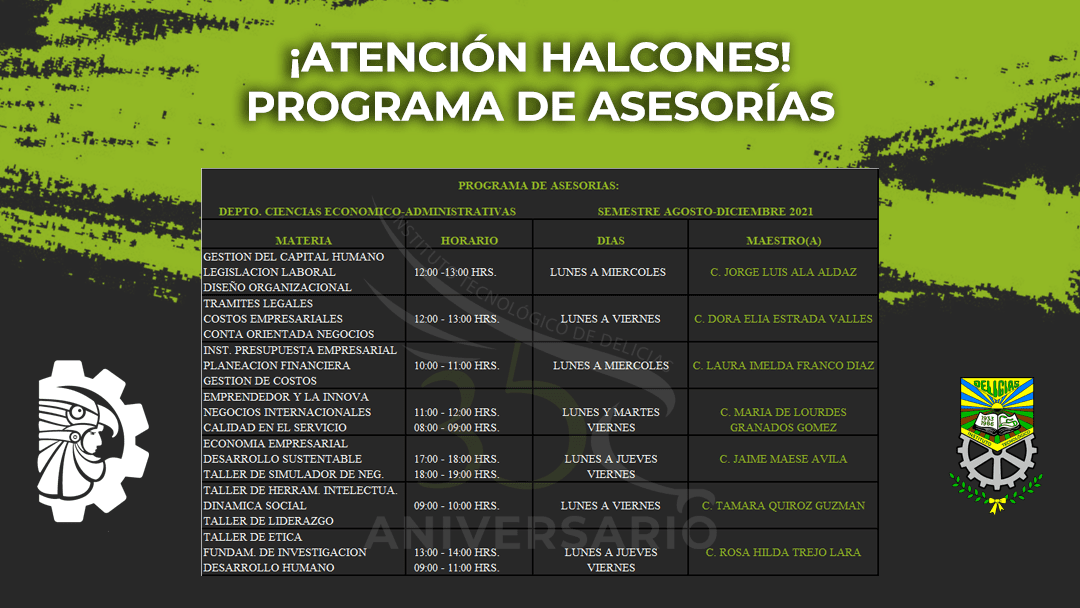 ¡ATENCIÓN HALCONES!
PROGRAMA DE ASESORÍAS
PROGRAMA DE ASESORIAS:
DEPTO. CIENCIAS ECONOMICO-ADMINISTRATIVAS SEMESTRE AGOSTO-DICIEMBRE 2021
MATERIA HORARIO DIAS MAESTRO(A)
GESTION DEL CAPITAL HUMANO
LEGISLACION LABORAL 12:00 -13:00 HRS. LUNES A MIERCOLES C. JORGE LUIS ALA ALDAZ
DISEÑO ORGANIZACIONAL
TRAMITES LEGALES
COSTOS EMPRESARIALES 12:00 - 13:00 HRS. LUNES A VIERNES C. DORA ELIA ESTRADA VALLES
CONTA ORIENTADA NEGOCIOS
INST. PRESUPUESTA EMPRESARIAL
PLANEACION FINANCIERA 10:00 - 11:00 HRS. LUNES A MIERCOLES C. LAURA IMELDA FRANCO DIAZ
GESTION DE COSTOS
EMPRENDEDOR Y LA INNOVA
NEGOCIOS INTERNACIONALES 11:00 - 12:00 HRS. LUNES Y MARTES C. MARIA DE LOURDES
CALIDAD EN EL SERVICIO 08:00 - 09:00 HRS. VIERNES GRANADOS GOMEZ
ECONOMIA EMPRESARIAL
DESARROLLO SUSTENTABLE 17:00 - 18:00 HRS. LUNES A JUEVES C. JAIME MAESE AVILA
TALLER DE SIMULADOR DE NEG. 18:00 - 19:00 HRS. VIERNES
TALLER DE HERRAM. INTELECTUA.
DINAMICA SOCIAL 09:00 - 10:00 HRS. LUNES A VIERNES C. TAMARA QUIROZ GUZMAN
TALLER DE LIDERAZGO
TALLER DE ETICA
FUNDAM. DE INVESTIGACION 13:00 - 14:00 HRS. LUNES A JUEVES C. ROSA HILDA TREJO LARA
DESARROLLO HUMANO 09:00 - 11:00 HRS. VIERNES
INSTITUTO TECNOLÓGICO DE DELICIAS
35
ANIVERSARIO
DELICIAS
INSTITUTO TECNOLÓGICO